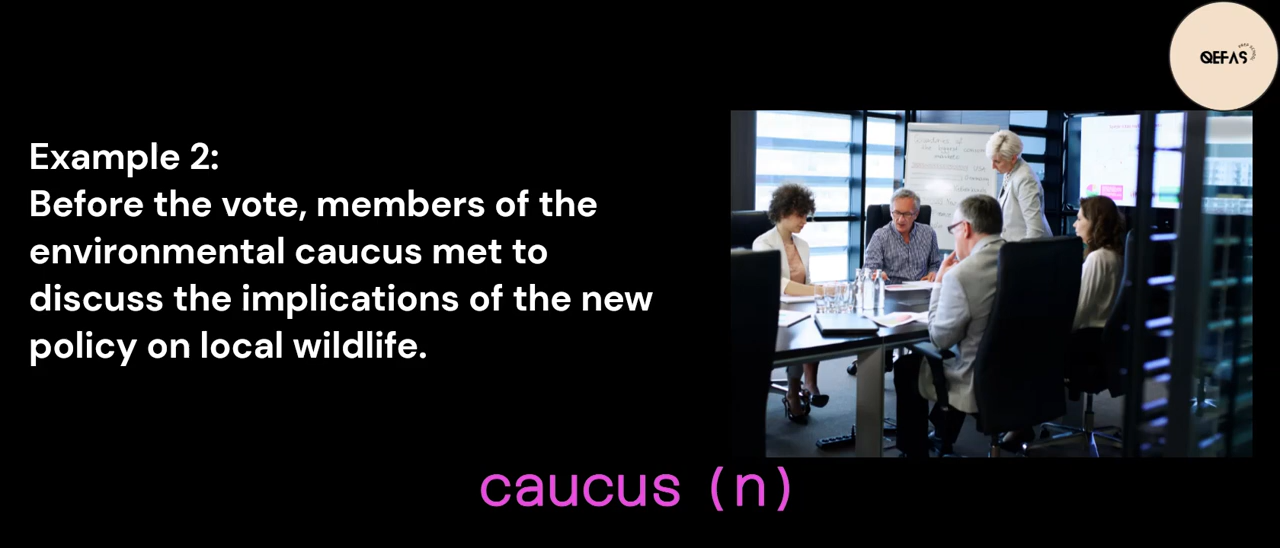 QEFAS
Example 2:
Before the vote, members of the
environmental caucus met to
discuss the implications of the new
policy on local wildlife.
caucus (n)